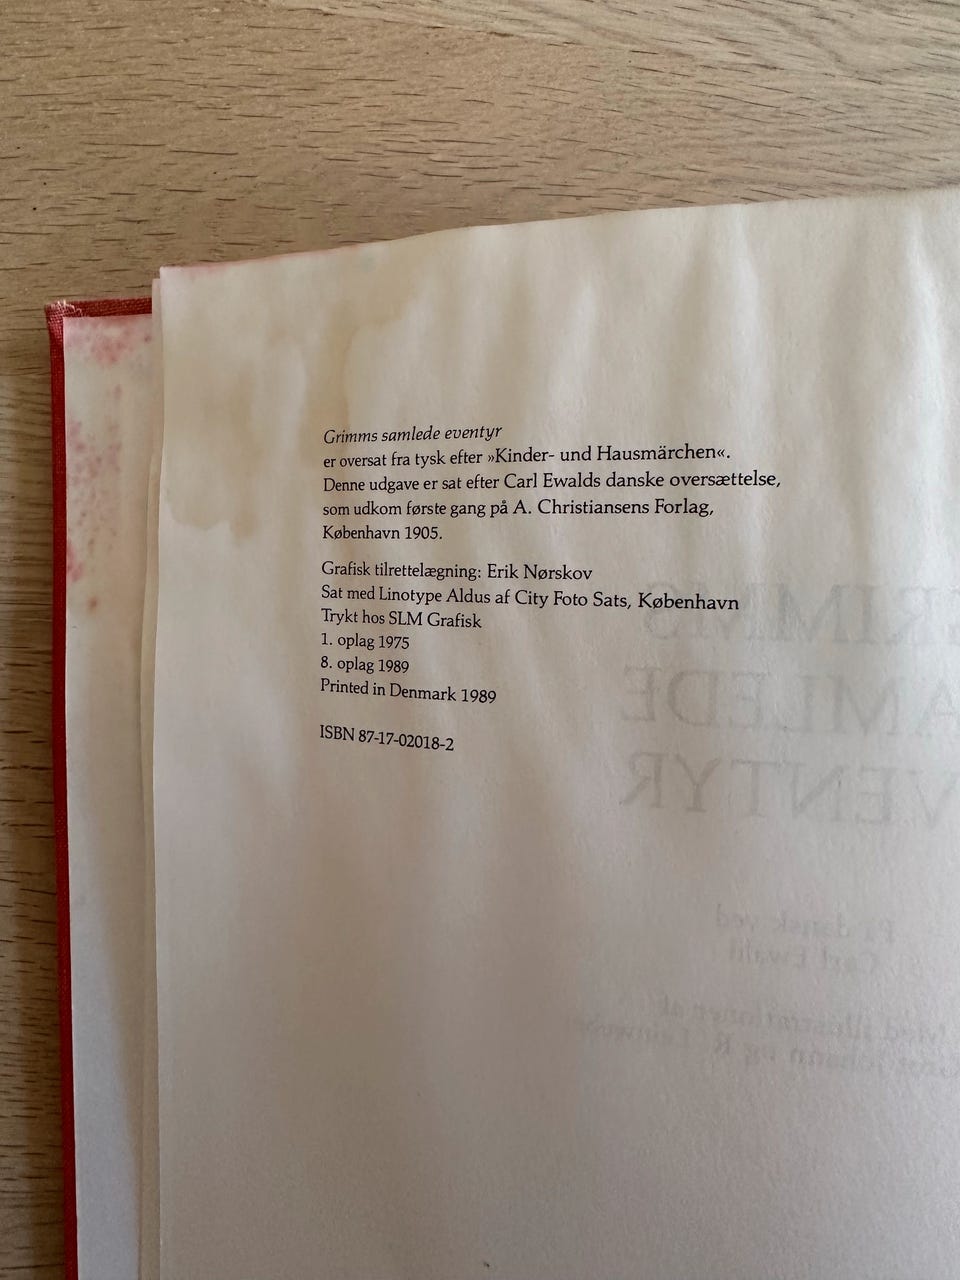 Grimms samlede eventyr
er oversat fra tysk efter »Kinder- und Hausmärchen«.
Denne udgave er sat efter Carl Ewalds danske oversættelse,
som udkom første gang på A. Christiansens Forlag,
København 1905.
Grafisk tilrettelægning: Erik Nørskov
Sat med Linotype Aldus af City Foto Sats, København
Trykt hos SLM Grafisk
1. oplag 1975
8. oplag 1989
Printed in Denmark 1989
ISBN 87-17-02018-2